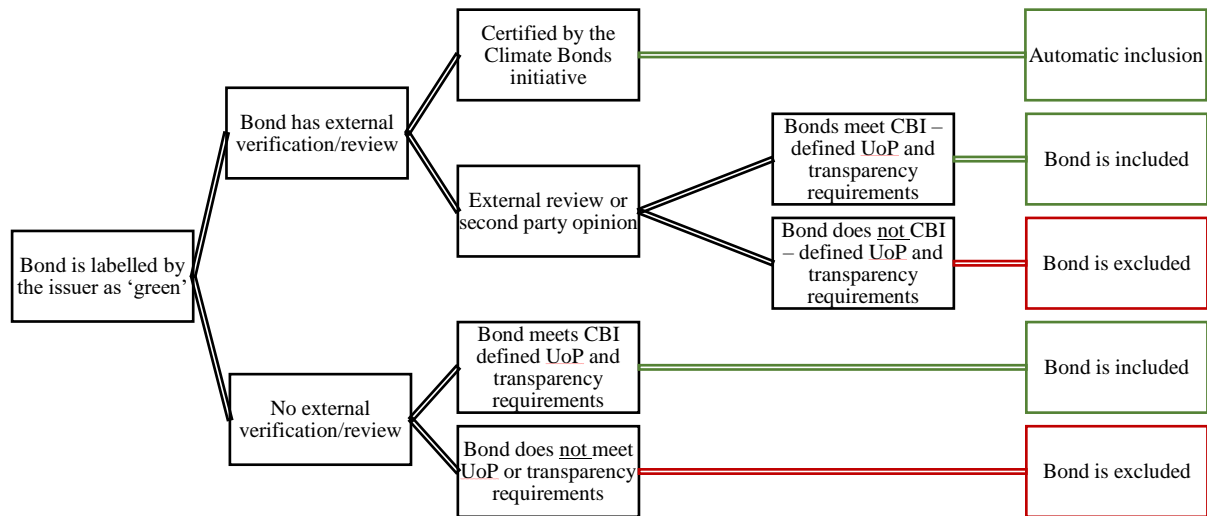 Bond is labelled by
the issuer as ‘green’
Bond has external
verification/review
No external
verification/review
Certified by the
Climate Bonds
initiative
External review or
second party opinion
Bond meets CBI
defined UoP and
transparency
requirements
Bond does not meet
UoP or transparency
requirements
Bonds meet CBI –
defined UoP and
transparency
requirements
Bond does not CBI
– defined UoP and
transparency
requirements
Automatic inclusion
Bond is included
Bond is excluded
Bond is included
Bond is excluded